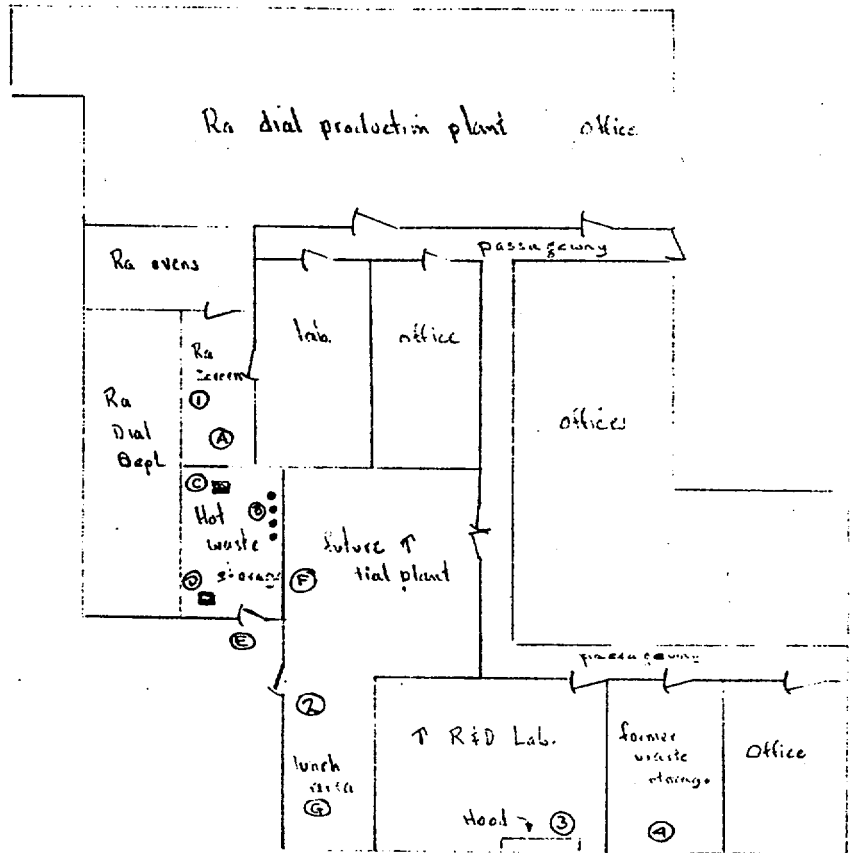 Ra dial production plant office
passageway
Ra ovens
lab.
office
Ra
Screen
①
Ⓐ
Ra
Dial
Dept
offices
Ⓒ
Ⓑ
Hot
waste
storage
Ⓓ
Ⓔ
future ↑
dial plant
Ⓕ
passageway
②
lunch
area
Ⓖ
↑ R&D Lab.
Hood
③
former
waste
storage
④
Office